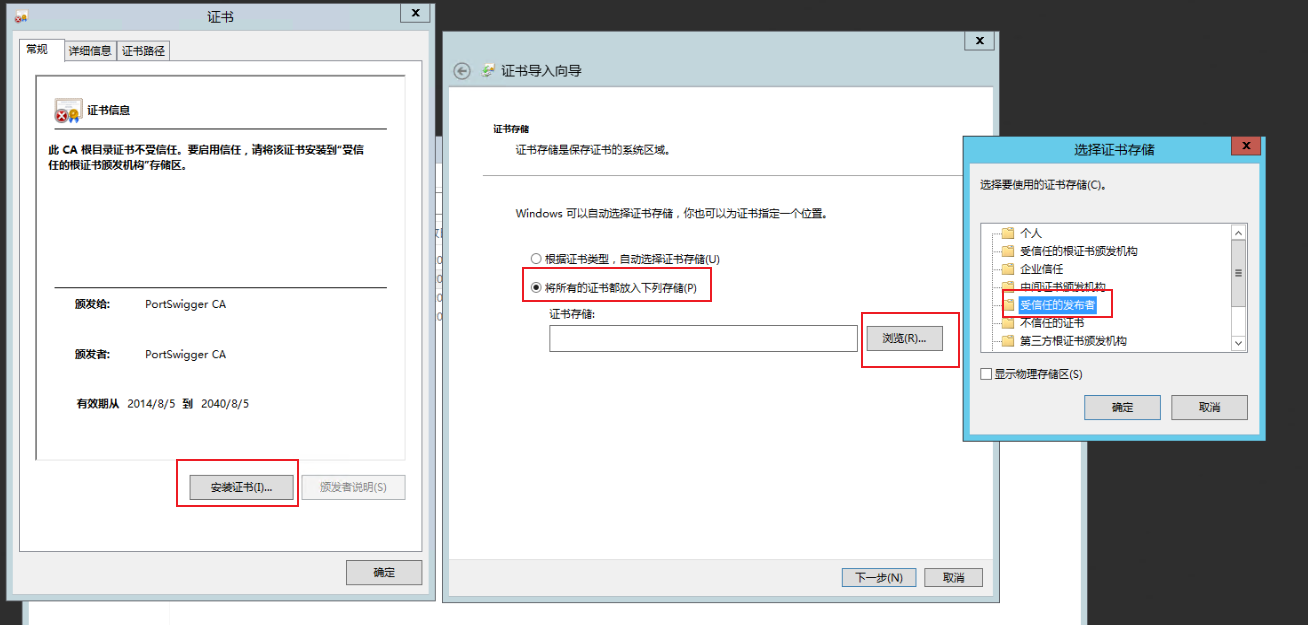 证书
常规
详细信息
证书路径
证书信息
此 CA 根目录证书不受信任。要启用信任，请将该证书安装到"受信
任的根证书颁发机构"存储区。
颁发给: PortSwigger CA
颁发者: PortSwigger CA
有效期从 2014/8/5 到 2040/8/5
安装证书(I)...
颁发者说明(S)
确定
证书导入向导
证书存储
证书存储是保存证书的系统区域。
Windows 可以自动选择证书存储，你也可以为证书指定一个位置。
根据证书类型，自动选择证书存储(U)
将所有的证书都放入下列存储(P)
证书存储:
浏览(R)...
下一步(N)
取消
选择证书存储
选择要使用的证书存储(C)。
个人
受信任的根证书颁发机构
企业信任
中间证书颁发机构
受信任的发布者
不信任的证书
第三方根证书颁发机构
显示物理存储区(S)
确定
取消